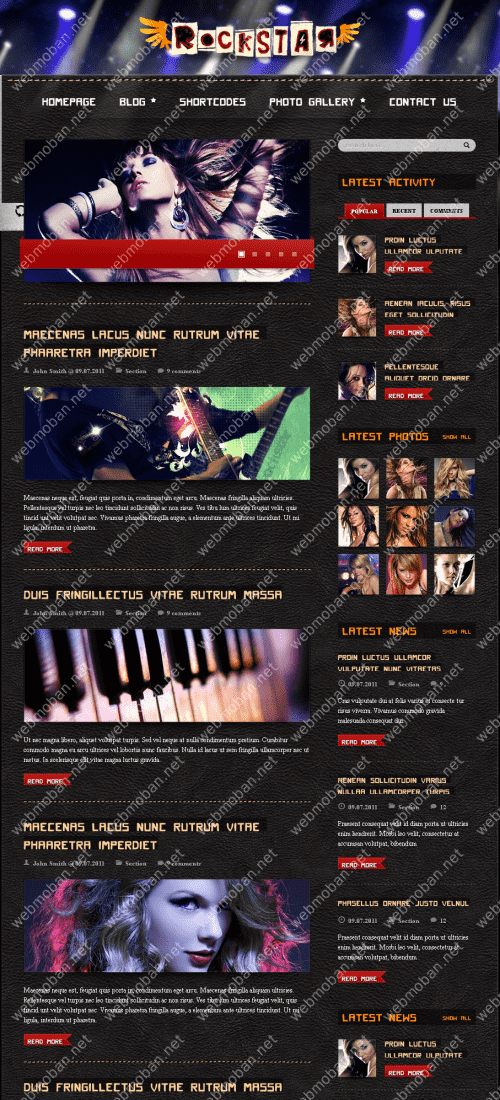 ROCKSTAR
HOMEPAGE BLOG * SHORTCODES PHOTO GALLERY * CONTACT US
MAECENAS LACUS NUNC RUTRUM VITAE
PHARETRA IMPERDIET
John Smith @ 09.07.2011 Section 9 comments
Maecenas neque est, feugiat quis porta in, condimentum eget arcu. Maecenas fringilla aliquam ultricies.
Pellentesque vel turpis nec leo tincidunt sollicitudin ac non risus. Ves tibu lum ultrices feugiat velit, quis
tincid unt velit volutpat nec. Vivamus pharetra fringilla augue, a elementum ante ultrices tincidunt. Ut mi
ligula, interdum ut pharetra.
READ MORE
DUIS FRINGILLECTUS VITAE RUTRUM MASSA
John Smith @ 09.07.2011 Section 9 comments
Ut nec magna libero, aliquet volutpat turpis. Sed vel neque at nulla condimentum pretium. Curabitur
commodo magna eu arcu ultrices vel lobortis nunc faucibus. Nulla id lacus ut sem fringilla ullamcorper nec ut
metus. In scelerisque elit vitae magna luctus gravida.
READ MORE
MAECENAS LACUS NUNC RUTRUM VITAE
PHARETRA IMPERDIET
John Smith @ 09.07.2011 Section 9 comments
Maecenas neque est, feugiat quis porta in, condimentum eget arcu. Maecenas fringilla aliquam ultricies.
Pellentesque vel turpis nec leo tincidunt sollicitudin ac non risus. Ves tibu lum ultrices feugiat velit, quis
tincid unt velit volutpat nec. Vivamus pharetra fringilla augue, a elementum ante ultrices tincidunt. Ut mi
ligula, interdum ut pharetra.
READ MORE
DUIS FRINGILLECTUS VITAE RUTRUM MASSA
LATEST ACTIVITY
POPULAR RECENT COMMENTS
PROIN LUCTUS
ULLAMCOR ULPUTATE
READ MORE
AENEAN IACULIS RISUS
EGET SOLLICITUDIN
READ MORE
PELLENTESQUE
ALIQUET ORCID ORNARE
READ MORE
LATEST PHOTOS SHOW ALL
LATEST NEWS SHOW ALL
PROIN LUCTUS ULLAMCOR
VULPUTATE NUNC VITAETAS
09.07.2011 Section
Cras vulputate dui at felis varius et consecte tur
risus viverra. Vivamus commodo gravida
malesuada consequat dui.
READ MORE
AENEAN SOLLICITUDIN VARIUS
NULLAR ULLAMCORPER TURPIS
09.07.2011 Section 12
Praesent consequat velit id diam porta ut ultricies
enim hendrerit. Morbi leo velit, consectetur at
accumsan volutpat, bibendum
READ MORE
PHASELLUS ORNARE JUSTO VELNUL
09.07.2011 Section 12
Praesent consequat velit id diam porta ut ultricies
enim hendrerit. Morbi leo velit, consectetur at
accumsan volutpat, bibendum
READ MORE
LATEST NEWS SHOW ALL
PROIN LUCTUS
ULLAMCOR ULPUTATE
READ MORE
webmoban.net